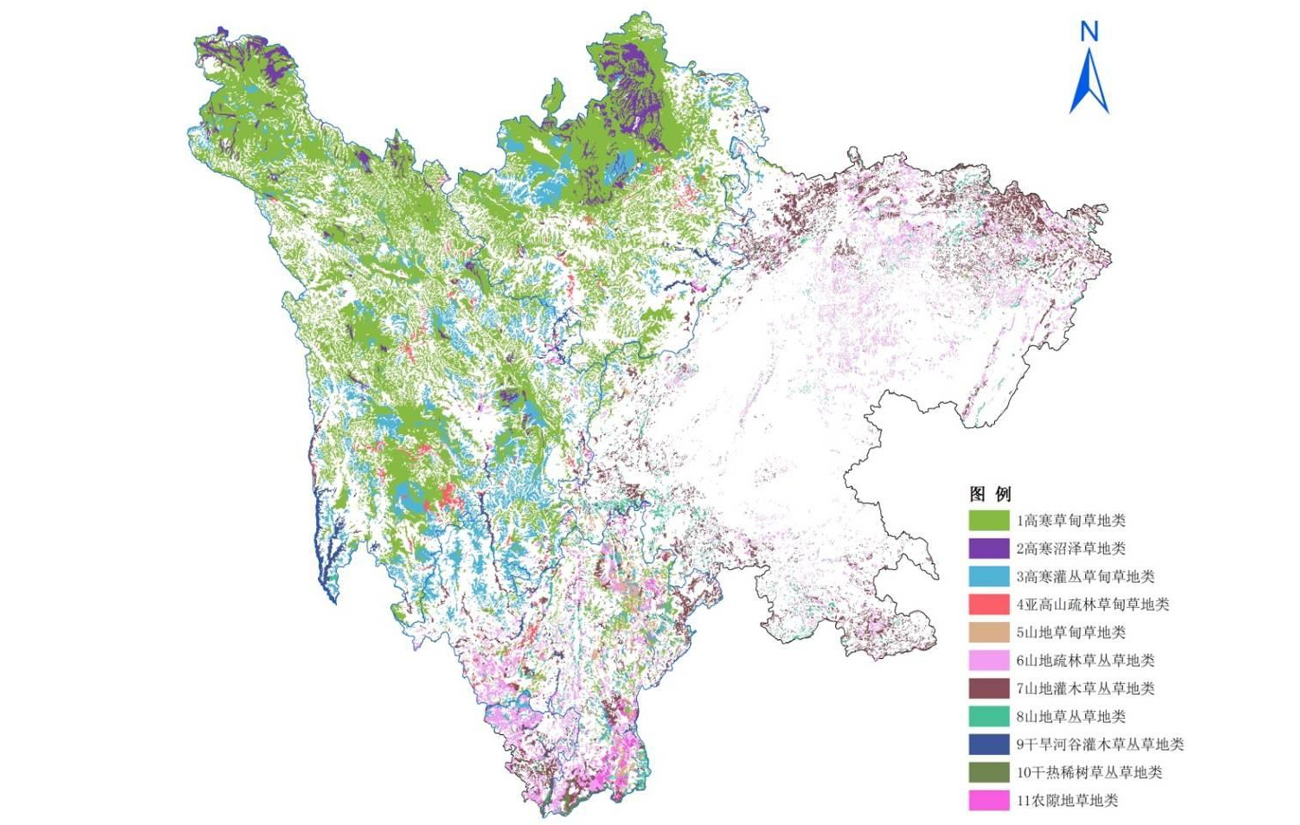 N
图 例
1高寒草甸草地类
2高寒沼泽草地类
3高寒灌丛草甸草地类
4亚高山疏林草甸草地类
5山地草甸草地类
6山地疏林草丛草地类
7山地灌木草丛草地类
8山地草丛草地类
9干旱河谷灌木草丛草地类
10干热稀树草丛草地类
11农隙地草地类